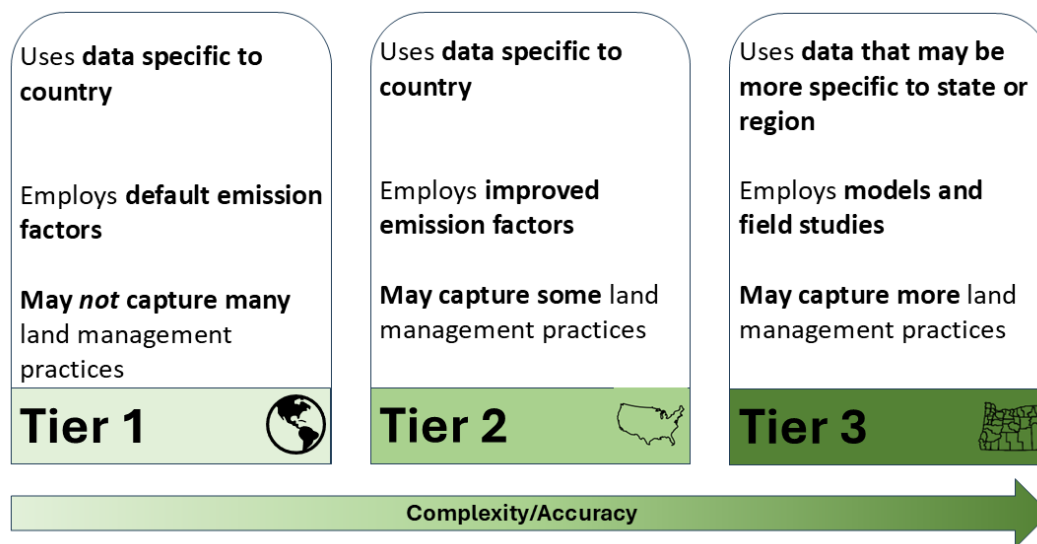 Uses data specific to
country
Employs default emission
factors
May not capture many
land management
practices
Tier 1
Uses data specific to
country
Employs improved
emission factors
May capture some land
management practices
Tier 2
Uses data that may be
more specific to state or
region
Employs models and
field studies
May capture more land
management practices
Tier 3
Complexity/Accuracy